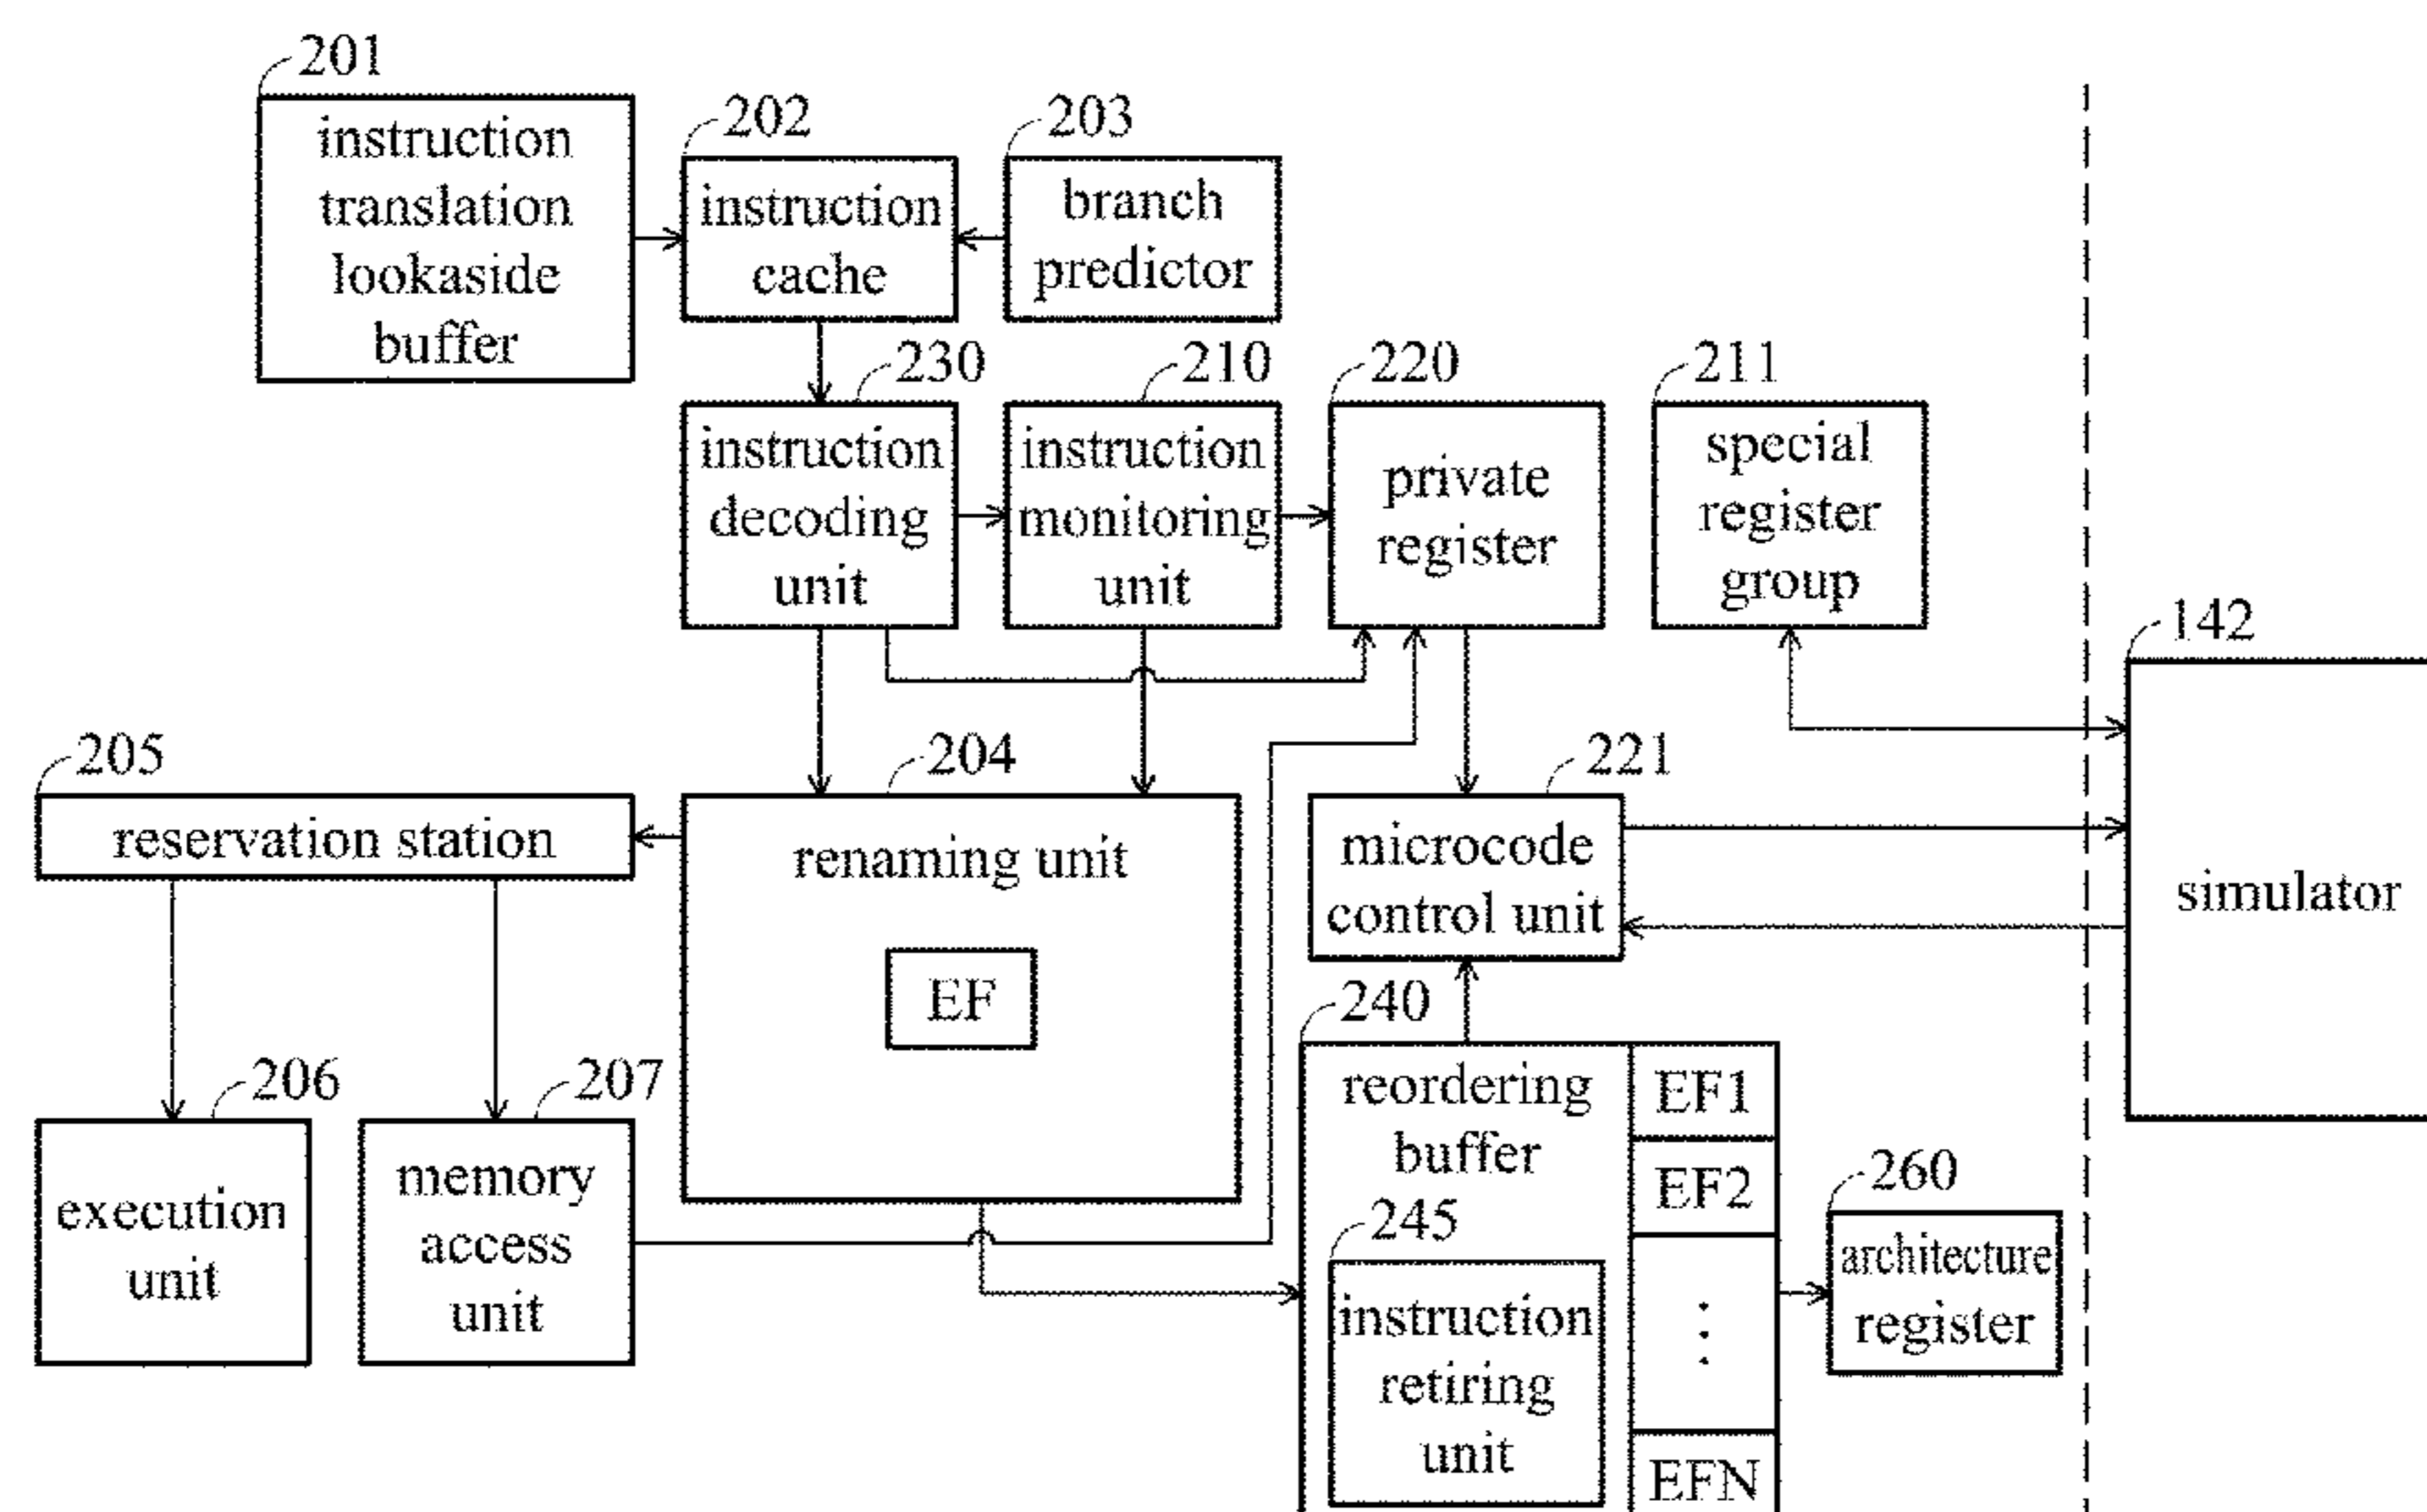 201
instruction
translation
lookaside
buffer
202
instruction
cache
203
branch
predictor
230
instruction
decoding
unit
210
instruction
monitoring
unit
220
private
register
211
special
register
group
142
simulator
205
reservation station
204
renaming unit
EF
221
microcode
control unit
206
execution
unit
207
memory
access
unit
240
reordering
buffer
EF1
EF2
⋮
EFN
245
instruction
retiring
unit
260
architecture
register